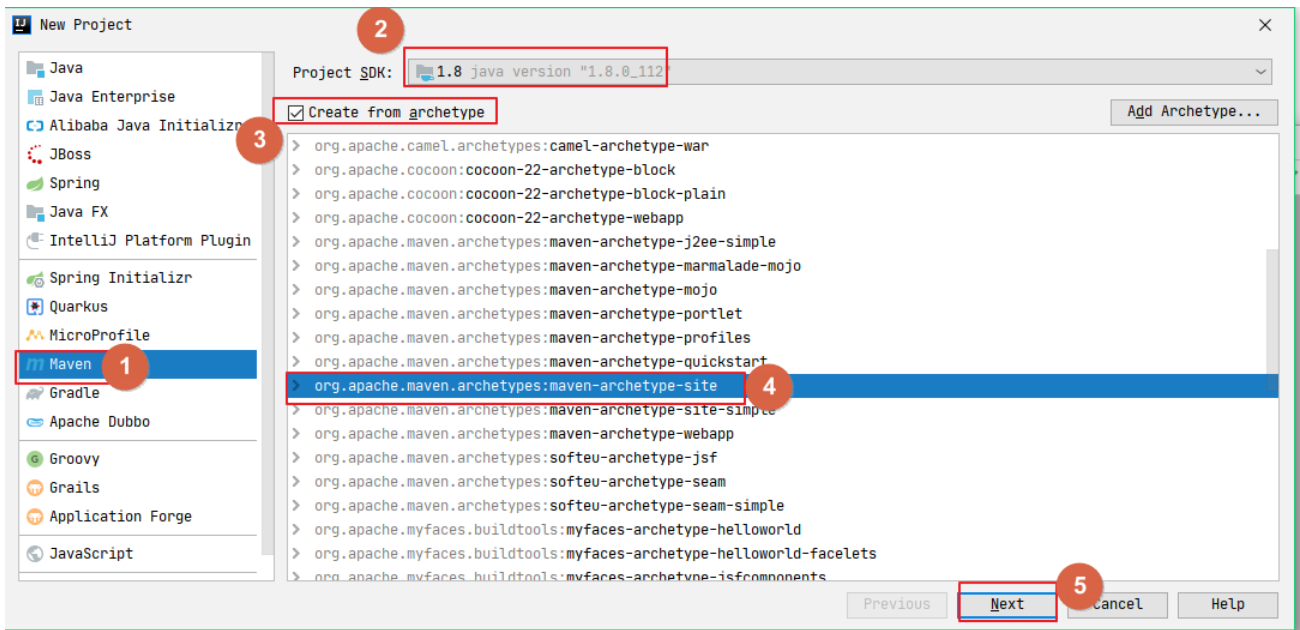 New Project
2
Java
Java Enterprise
Alibaba Java Initializr
JBoss
Spring
Java FX
IntelliJ Platform Plugin
Spring Initializr
Quarkus
MicroProfile
Maven
1
Gradle
Apache Dubbo
Groovy
Grails
Application Forge
JavaScript
Project SDK: 1.8 java version "1.8.0_112"
3
Create from archetype
Add Archetype...
org.apache.camel.archetypes:camel-archetype-war
org.apache.cocoon:cocoon-22-archetype-block
org.apache.cocoon:cocoon-22-archetype-block-plain
org.apache.cocoon:cocoon-22-archetype-webapp
org.apache.maven.archetypes:maven-archetype-j2ee-simple
org.apache.maven.archetypes:maven-archetype-marmalade-mojo
org.apache.maven.archetypes:maven-archetype-mojo
org.apache.maven.archetypes:maven-archetype-portlet
org.apache.maven.archetypes:maven-archetype-profiles
org.apache.maven.archetypes:maven-archetype-quickstart
org.apache.maven.archetypes:maven-archetype-site
4
org.apache.maven.archetypes:maven-archetype-site-simple
org.apache.maven.archetypes:maven-archetype-webapp
org.apache.maven.archetypes:softeu-archetype-jsf
org.apache.maven.archetypes:softeu-archetype-seam
org.apache.maven.archetypes:softeu-archetype-seam-simple
org.apache.myfaces.buildtools:myfaces-archetype-helloworld
org.apache.myfaces.buildtools:myfaces-archetype-helloworld-facelets
org.apache.myfaces.buildtools:myfaces-archetype-jsfcomponents
5
Previous
Next
Cancel
Help